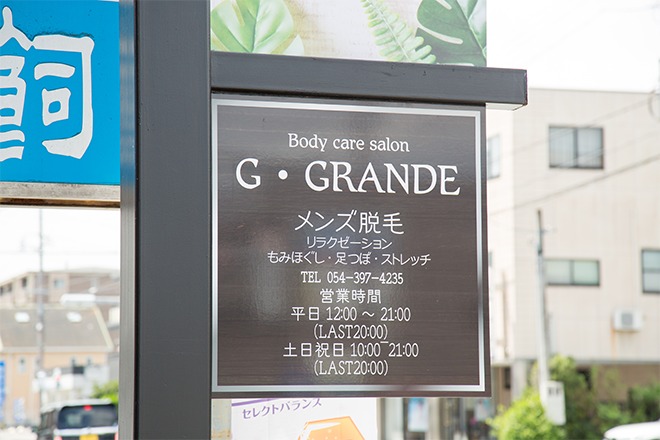 飼
Body care salon
G・GRANDE
メンズ脱毛
リラクゼーション
もみほぐし・足つぼ・ストレッチ
TEL 054-397-4235
営業時間
平日 12:00 ~ 21:00
(LAST20:00)
土日祝日 10:00~21:00
(LAST20:00)
セレクトバランス